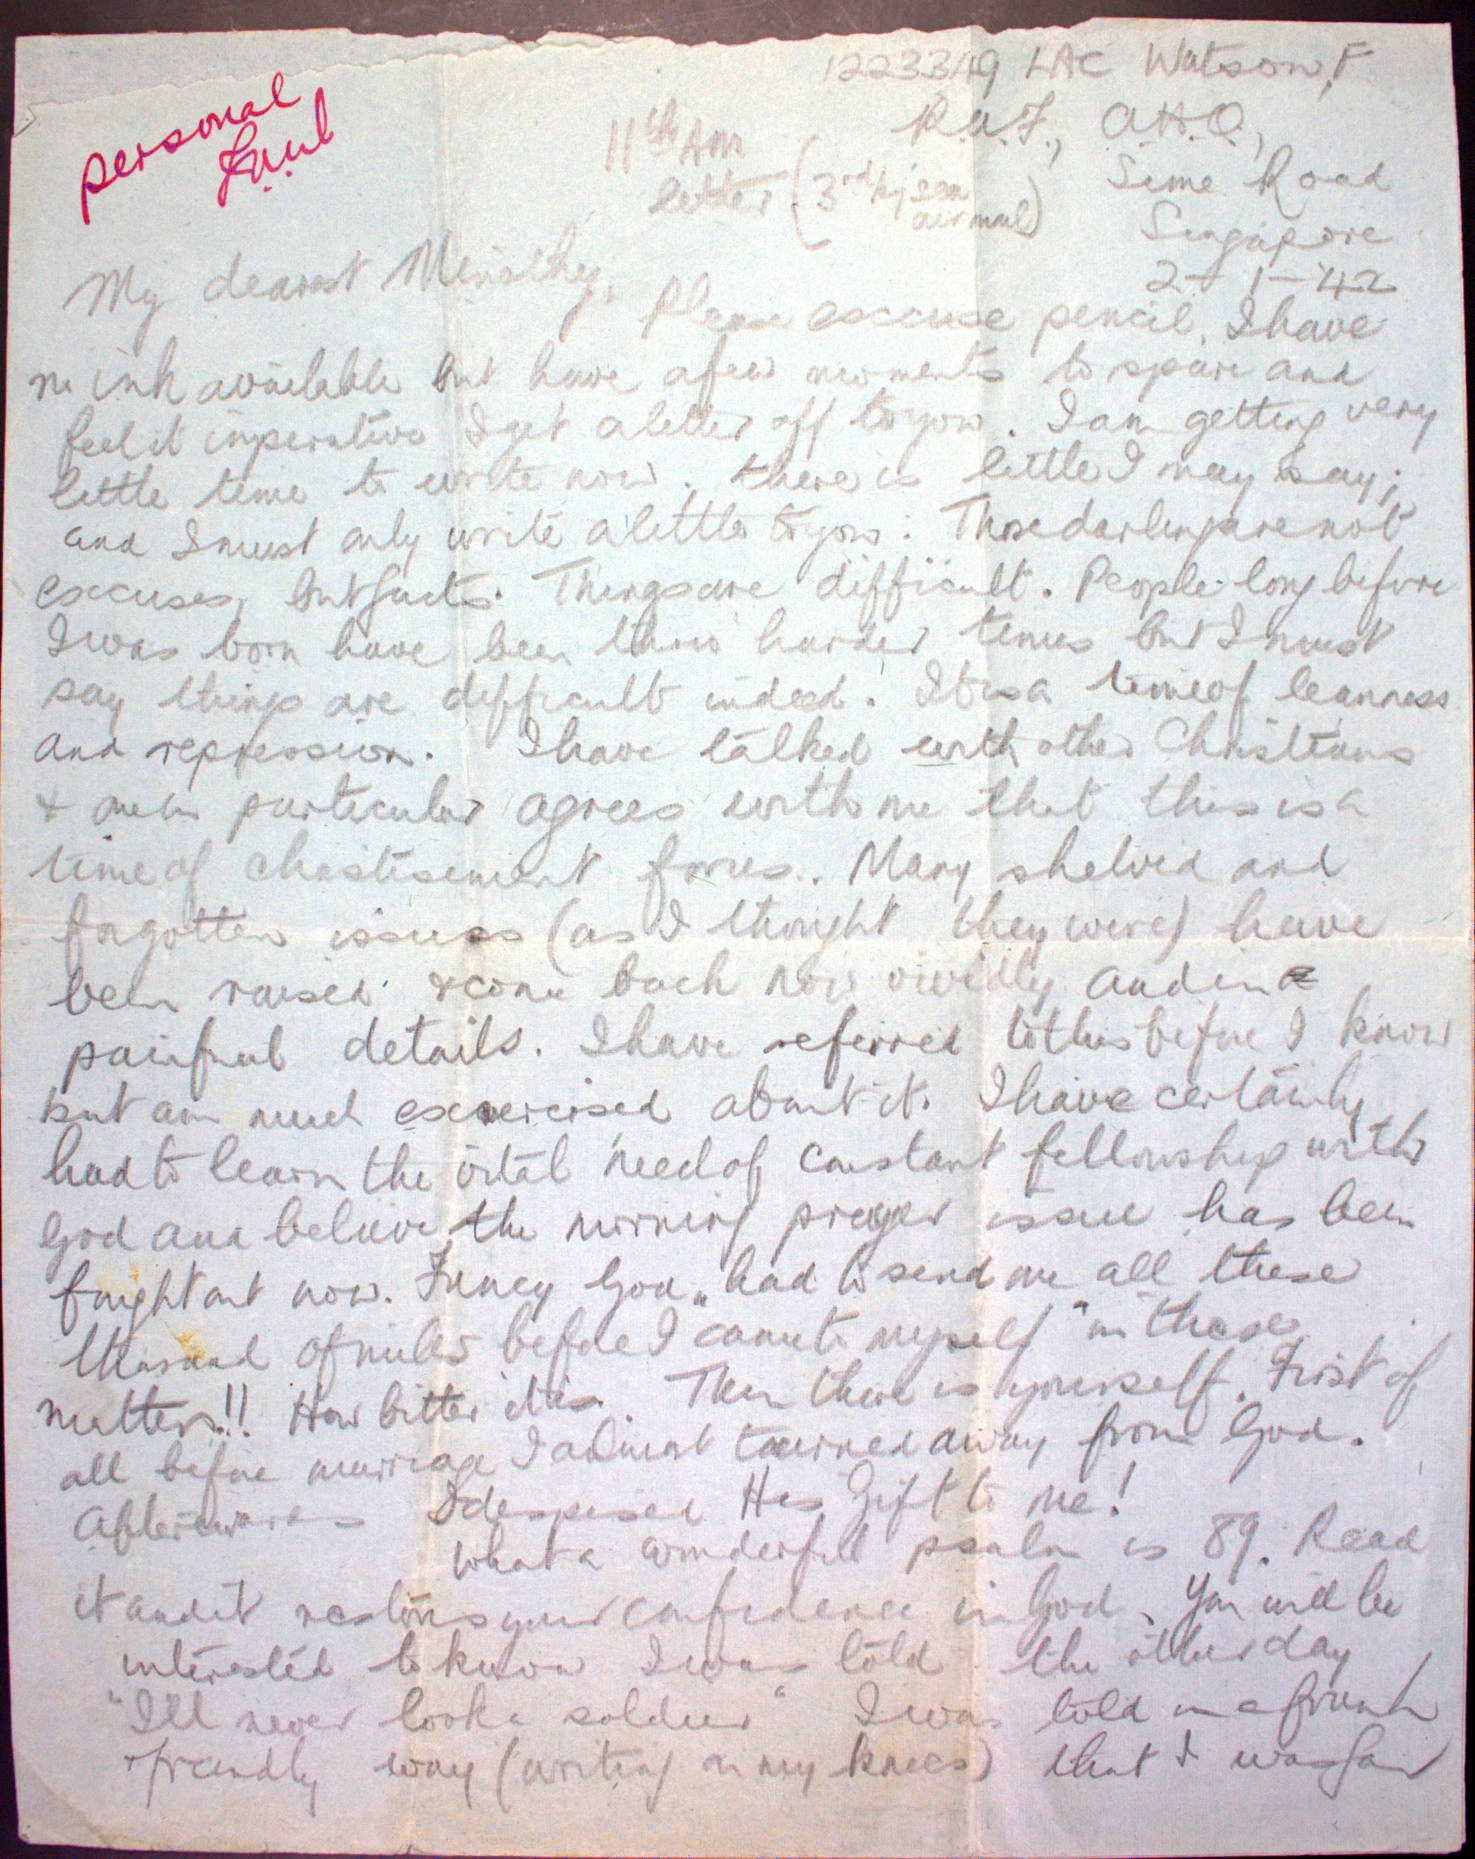 1223349 LAC Watson, F
R.A.F., A.H.Q.,
Sime Road
Singapore
2-1-42
personal
11th Am
letter (3rd by sea air mail)
My dearest
Please excuse pencil, I have
no ink available but have a few moments to spare and
feel it imperative I get a letter off to you. I am getting very
little time to write now. there is little I may say;
and I must only write a little to you. These darling are not
excuses, but facts. Things are difficult. People long before
I was born have been thro' harder times but I must
say things are difficult indeed. It is a time of leanness
and repression. I have talked with other Christians
& one in particular agrees with me that this is a
time of chastisement for us. Many shelved and
forgotten issues (as I thought they were) have
been raised & come back now vividly and in
painful details. I have referred to this before I know
but am much exercised about it. I have certainly
had to learn the vital need of constant fellowship with
God and believe the morning prayer issue has been
fought out now. Fancy God "had to send me all these
thousand of miles before I came to myself" in these
matters!! How bitter it is. Then there is yourself. First of
all before marriage I almost turned away from God.
Afterwards I despised His Gift to me!
What a wonderful psalm is 89. Read
it and it restores your confidence in God. You will be
interested to know I was told the other day
"I'll never look a soldier" I was told in a frank
& friendly way (writing on my knees) that I was far